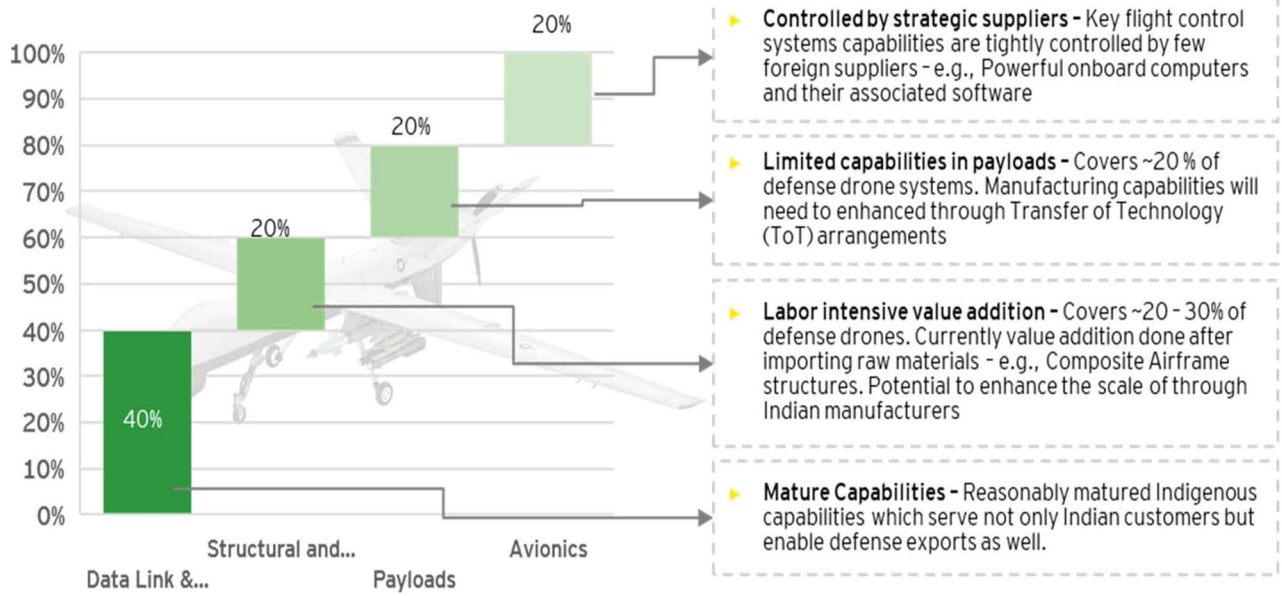 100%
90%
80%
70%
60%
50%
40%
30%
20%
10%
0%
40%
20%
20%
20%
Data Link &...
Structural and...
Payloads
Avionics
Controlled by strategic suppliers – Key flight control
systems capabilities are tightly controlled by few
foreign suppliers – e.g., Powerful onboard computers
and their associated software
Limited capabilities in payloads – Covers ~20 % of
defense drone systems. Manufacturing capabilities will
need to enhanced through Transfer of Technology
(ToT) arrangements
Labor intensive value addition – Covers ~20 – 30% of
defense drones. Currently value addition done after
importing raw materials – e.g., Composite Airframe
structures. Potential to enhance the scale of through
Indian manufacturers
Mature Capabilities – Reasonably matured Indigenous
capabilities which serve not only Indian customers but
enable defense exports as well.